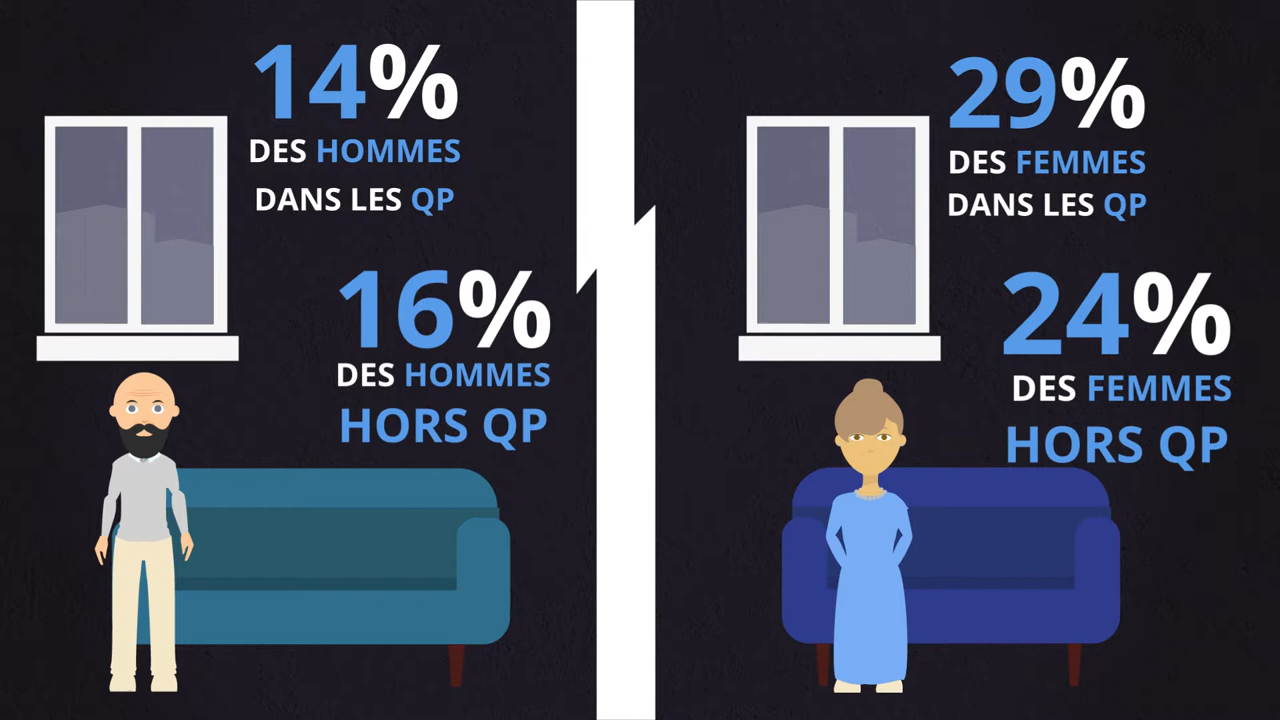 14%
DES HOMMES
DANS LES QP
16%
DES HOMMES
HORS QP
29%
DES FEMMES
DANS LES QP
24%
DES FEMMES
HORS QP